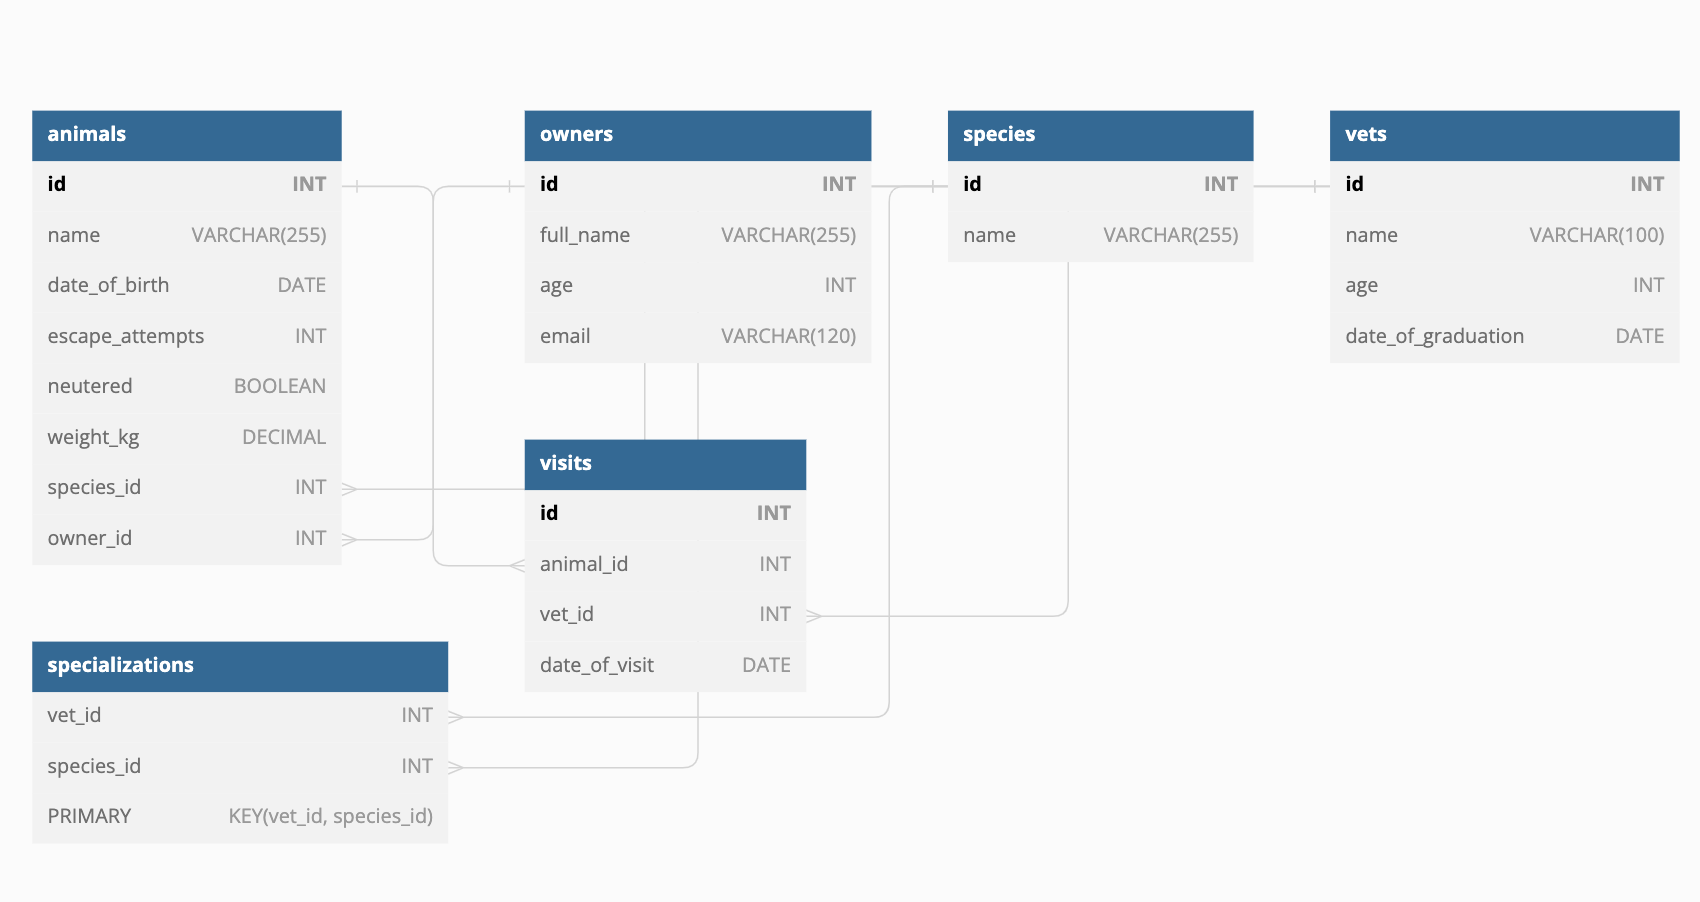 animals
id INT
name VARCHAR(255)
date_of_birth DATE
escape_attempts INT
neutered BOOLEAN
weight_kg DECIMAL
species_id INT
owner_id INT
owners
id INT
full_name VARCHAR(255)
age INT
email VARCHAR(120)
species
id INT
name VARCHAR(255)
vets
id INT
name VARCHAR(100)
age INT
date_of_graduation DATE
visits
id INT
animal_id INT
vet_id INT
date_of_visit DATE
specializations
vet_id INT
species_id INT
PRIMARY KEY(vet_id, species_id)